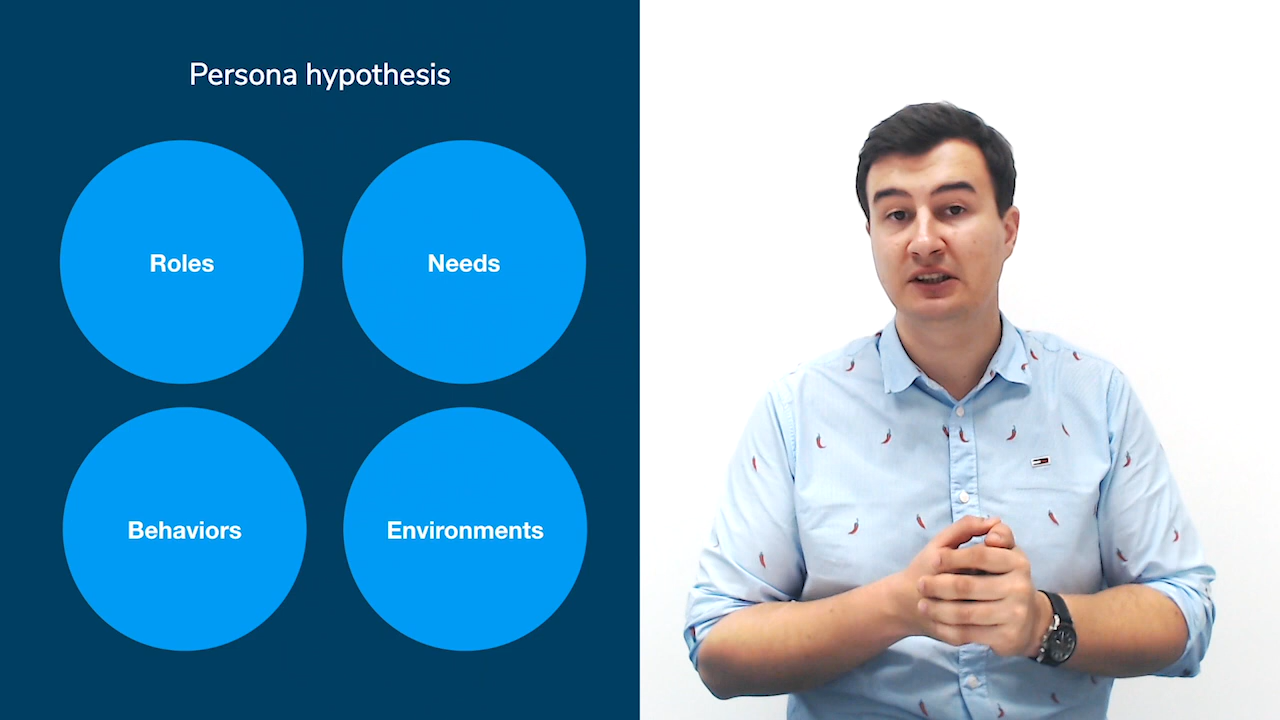 Persona hypothesis
Roles
Needs
Behaviors
Environments